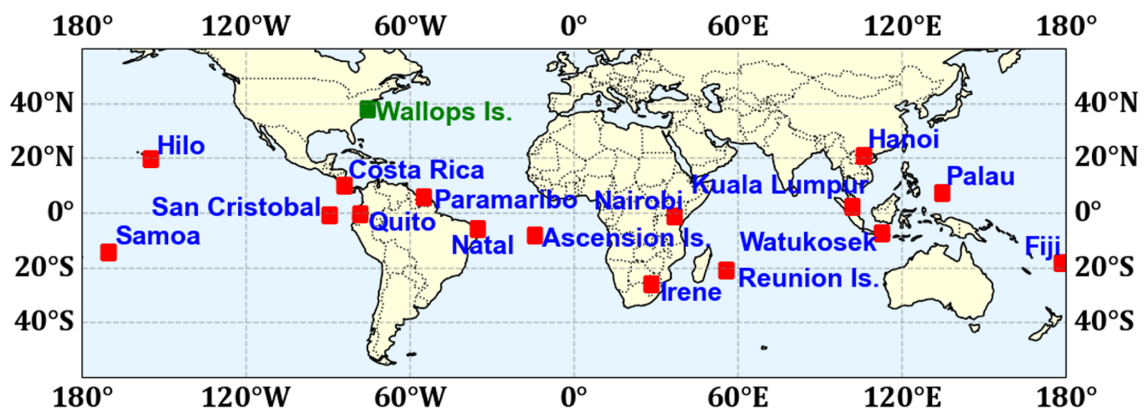 180° 120°W 60°W 0° 60°E 120°E 180°
40°N Wallops Is. 40°N
Hanoi
Hilo
20°N 20°N
Costa Rica
Palau
Kuala Lumpur
Paramaribo Nairobi
San Cristobal
0° 0°
Quito
Samoa
Natal Ascension Is. Watukosek Fiji
20°S 20°S
Reunion Is.
Irene
40°S 40°S
180° 120°W 60°W 0° 60°E 120°E 180°